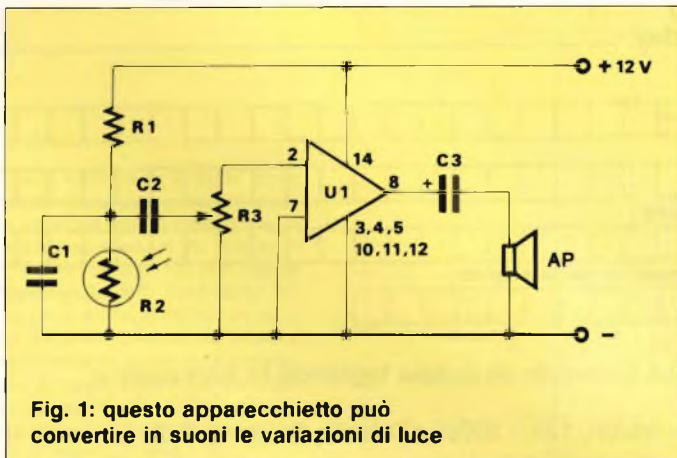 + 12 V
R1
C2
2
14
C3
U1
8
+
R3
7
3,4,5
10,11,12
C1
R2
AP
-
Fig. 1: questo apparecchietto può
convertire in suoni le variazioni di luce